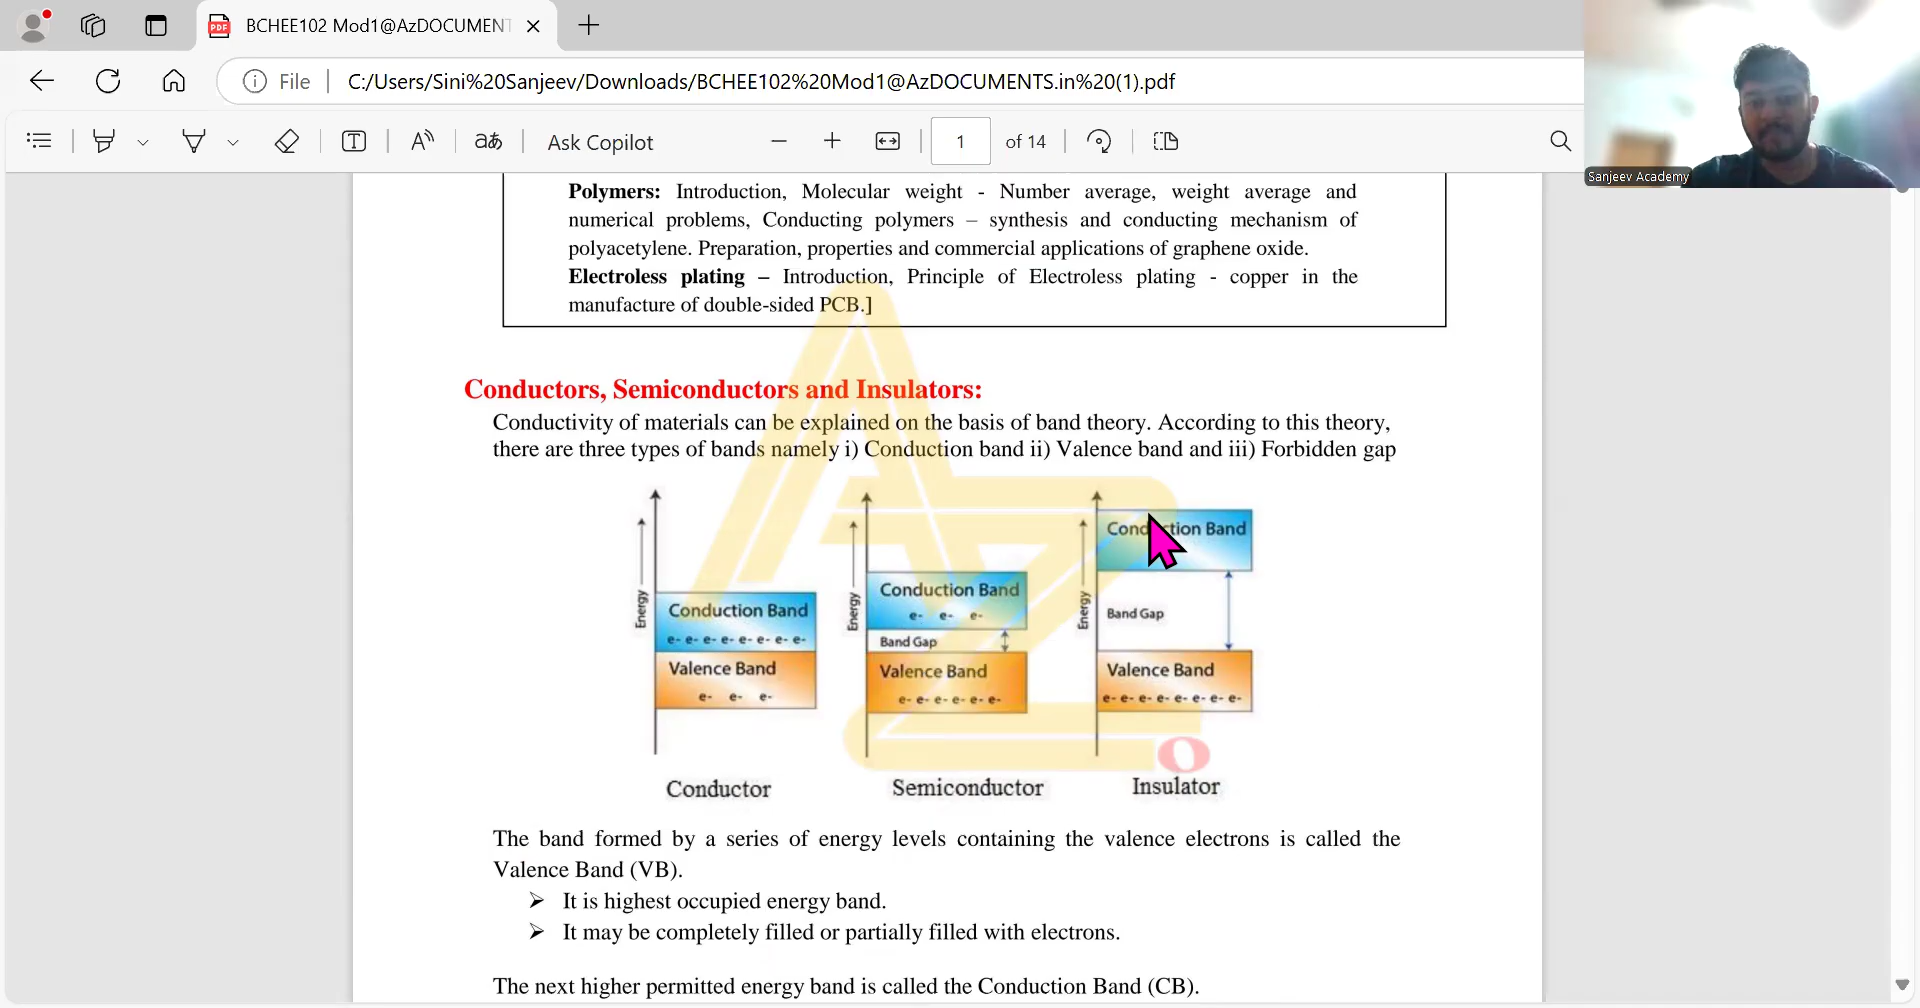 BCHEE102 Mod1@AzDOCUMENT
File
C:/Users/Sini%20Sanjeev/Downloads/BCHEE102%20Mod1@AzDOCUMENTS.in%20(1).pdf
Ask Copilot
1 of 14
Sanjeev Academy
Polymers: Introduction, Molecular weight - Number average, weight average and
numerical problems, Conducting polymers – synthesis and conducting mechanism of
polyacetylene. Preparation, properties and commercial applications of graphene oxide.
Electroless plating – Introduction, Principle of Electroless plating - copper in the
manufacture of double-sided PCB.]
Conductors, Semiconductors and Insulators:
Conductivity of materials can be explained on the basis of band theory. According to this theory,
there are three types of bands namely i) Conduction band ii) Valence band and iii) Forbidden gap
Energy
Conduction Band
e- e- e- e- e- e- e- e-
Valence Band
e- e- e-
Conductor
Energy
Conduction Band
e- e- e-
Band Gap
Valence Band
e- e- e- e- e- e-
Semiconductor
Energy
Conduction Band
Band Gap
Valence Band
e- e- e- e- e- e- e- e-
Insulator
The band formed by a series of energy levels containing the valence electrons is called the
Valence Band (VB).
➢ It is highest occupied energy band.
➢ It may be completely filled or partially filled with electrons.
The next higher permitted energy band is called the Conduction Band (CB).